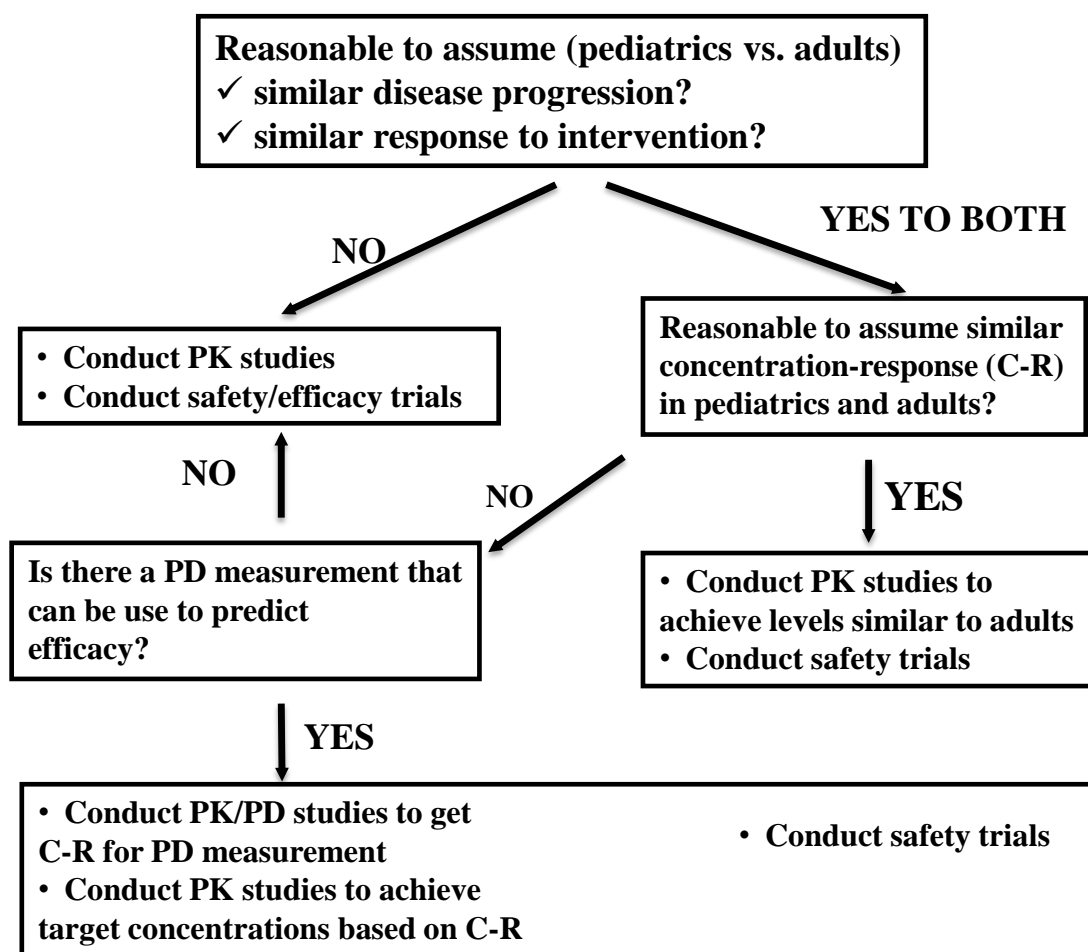 Reasonable to assume (pediatrics vs. adults)
✓ similar disease progression?
✓ similar response to intervention?
NO
YES TO BOTH
• Conduct PK studies
• Conduct safety/efficacy trials
Reasonable to assume similar
concentration-response (C-R)
in pediatrics and adults?
NO
NO
YES
Is there a PD measurement that
can be use to predict
efficacy?
• Conduct PK studies to
achieve levels similar to adults
• Conduct safety trials
YES
• Conduct PK/PD studies to get
C-R for PD measurement
• Conduct PK studies to achieve
target concentrations based on C-R
• Conduct safety trials